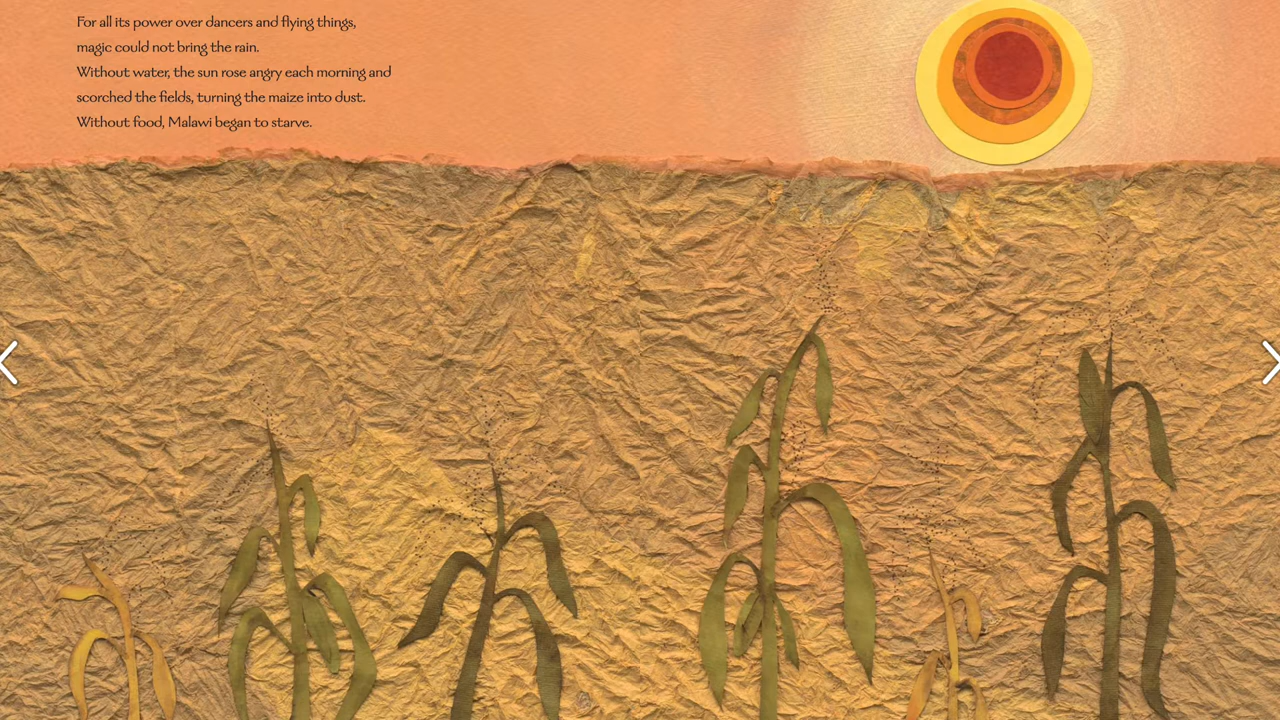 For all its power over dancers and flying things,
magic could not bring the rain.
Without water, the sun rose angry each morning and
scorched the fields, turning the maize into dust.
Without food, Malawi began to starve.